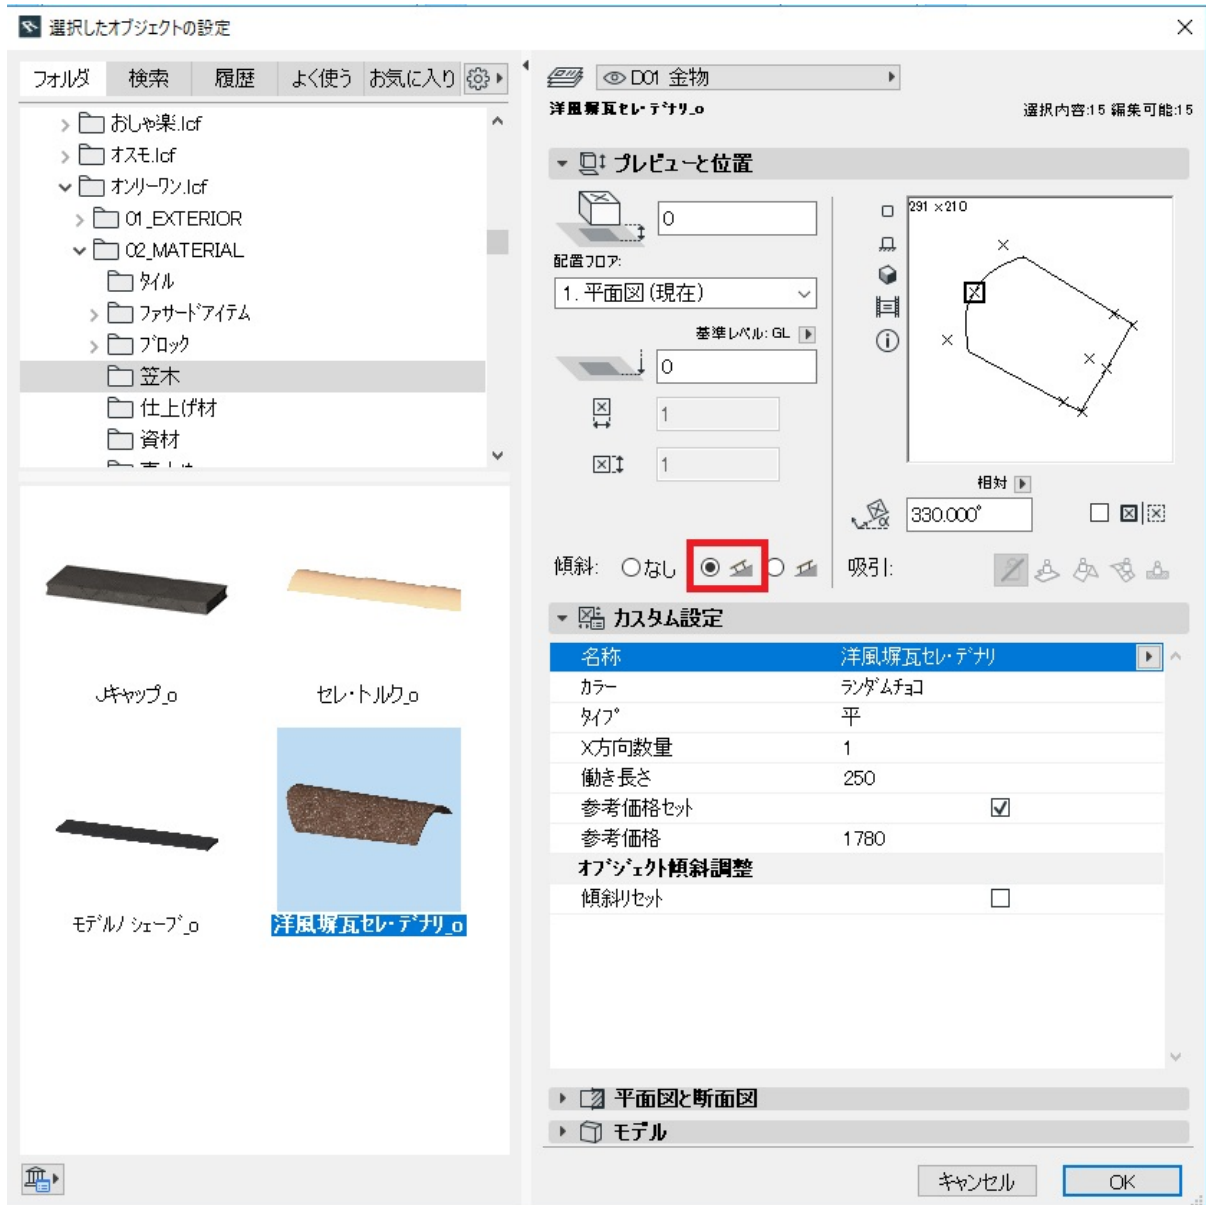 選択したオブジェクトの設定
フォルダ 検索 履歴 よく使う お気に入り
おしゃ楽.lcf
オスモ.lcf
オンリーワン.lcf
01_EXTERIOR
02_MATERIAL
タイル
ファサードアイテム
ブロック
笠木
仕上げ材
資材
Jキャップ_o
セレ・トルク_o
モデルノシェーブ_o
洋風塀瓦セレ・デナリ_o
D01 金物
洋風塀瓦セレ・デナリ_o
選択内容:15 編集可能:15
プレビューと位置
0
配置フロア:
1. 平面図 (現在)
基準レベル: GL
0
1
1
291 ×210
相対
330.000°
α
傾斜: なし
吸引:
カスタム設定
名称 洋風塀瓦セレ・デナリ
カラー ランダムチョコ
タイプ 平
X方向数量 1
働き長さ 250
参考価格セット
参考価格 1780
オブジェクト傾斜調整
傾斜リセット
平面図と断面図
モデル
キャンセル OK